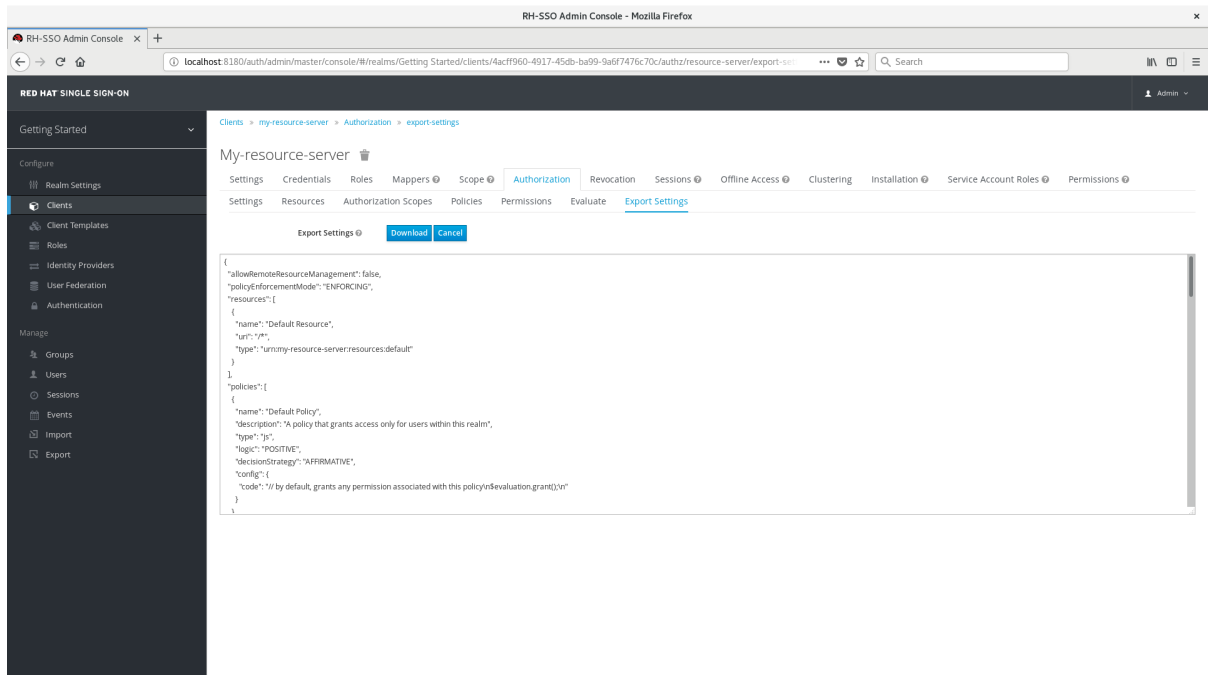 RH-SSO Admin Console - Mozilla Firefox
RH-SSO Admin Console
localhost:8180/auth/admin/master/console/#/realms/Getting Started/clients/4acff960-4917-45db-ba99-9a6f7476c70c/authz/resource-server/export-set
Search
RED HAT SINGLE SIGN-ON
Admin
Getting Started
Configure
Realm Settings
Clients
Client Templates
Roles
Identity Providers
User Federation
Authentication
Manage
Groups
Users
Sessions
Events
Import
Export
Clients » my-resource-server » Authorization » export-settings
My-resource-server
Settings Credentials Roles Mappers Scope Authorization Revocation Sessions Offline Access Clustering Installation Service Account Roles Permissions
Settings Resources Authorization Scopes Policies Permissions Evaluate Export Settings
Export Settings Download Cancel
{
"allowRemoteResourceManagement": false,
"policyEnforcementMode": "ENFORCING",
"resources": [
{
"name": "Default Resource",
"uri": "/*",
"type": "urn:my-resource-server:resources:default"
}
],
"policies": [
{
"name": "Default Policy",
"description": "A policy that grants access only for users within this realm",
"type": "js",
"logic": "POSITIVE",
"decisionStrategy": "AFFIRMATIVE",
"config": {
"code": "// by default, grants any permission associated with this policy\n$evaluation.grant();\n"
}
}